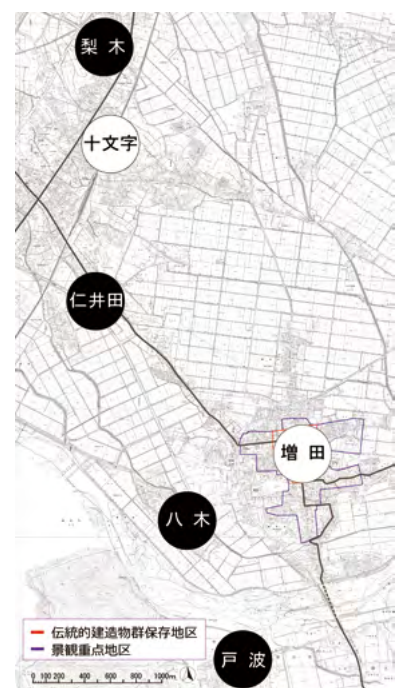 梨木
十文字
仁井田
増田
八木
伝統的建造物群保存地区
景観重点地区
戸波
0 100 200 400 600 800 1000m